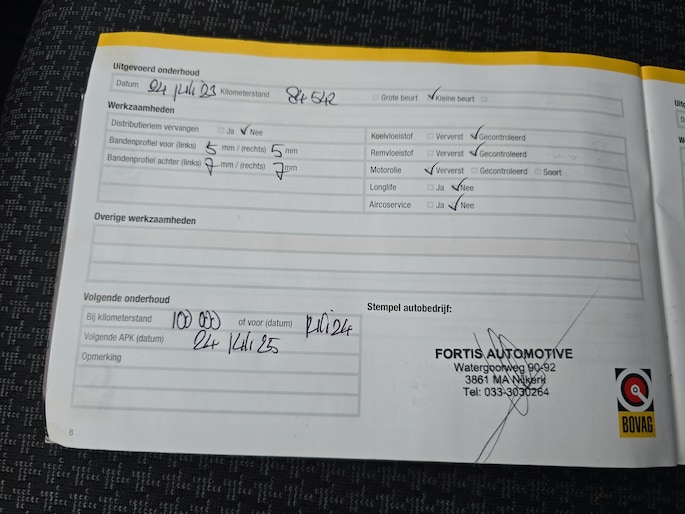 Uitgevoerd onderhoud
Datum 24 juli 23 Kilometerstand 84 542 Grote beurt Kleine beurt
Werkzaamheden
Distributieriem vervangen Ja Nee
Bandenprofiel voor (links) 5 mm / (rechts) 5 mm
Bandenprofiel achter (links) 7 mm / (rechts) 7 mm
Koelvloeistof Ververst Gecontroleerd
Remvloeistof Ververst Gecontroleerd
Motorolie Ververst Gecontroleerd Soort
Longlife Ja Nee
Aircoservice Ja Nee
Overige werkzaamheden
Volgende onderhoud
Bij kilometerstand 100 000 of voor (datum) juli 24
Volgende APK (datum) 24 juli 25
Opmerking
Stempel autobedrijf:
FORTIS AUTOMOTIVE
Watergoorweg 90-92
3861 MA Nijkerk
Tel: 033-3030264
BOVAG
8